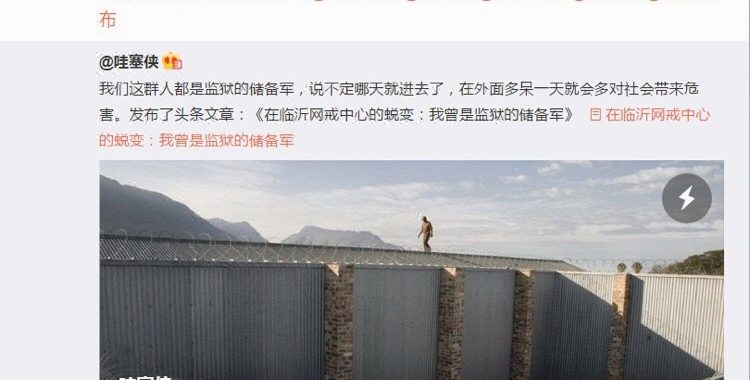 布
@哇塞侠
我们这群人都是监狱的储备军，说不定哪天就进去了，在外面多呆一天就会多对社会带来危
害。发布了头条文章：《在临沂网戒中心的蜕变：我曾是监狱的储备军》 在临沂网戒中心
的蜕变：我曾是监狱的储备军
哇塞侠